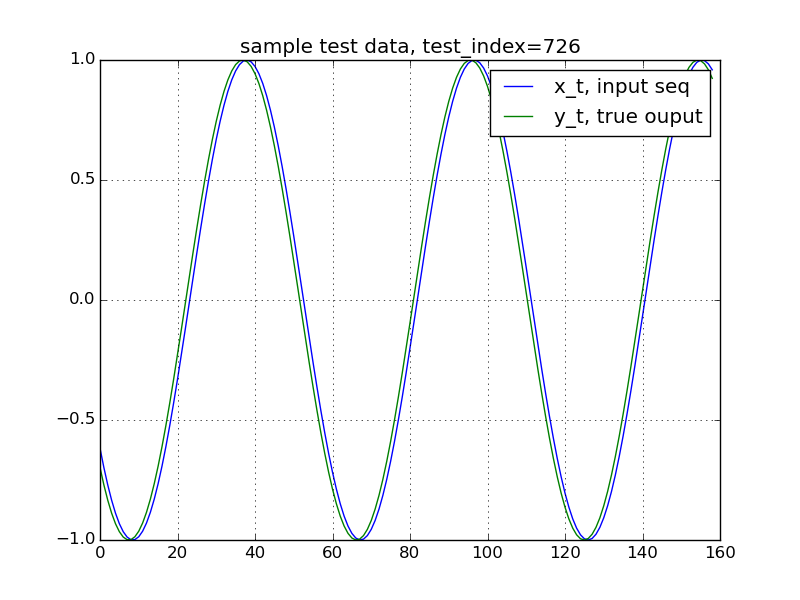 sample test data, test_index=726
x_t, input seq
y_t, true ouput
1.0
0.5
0.0
−0.5
−1.0
0 20 40 60 80 100 120 140 160